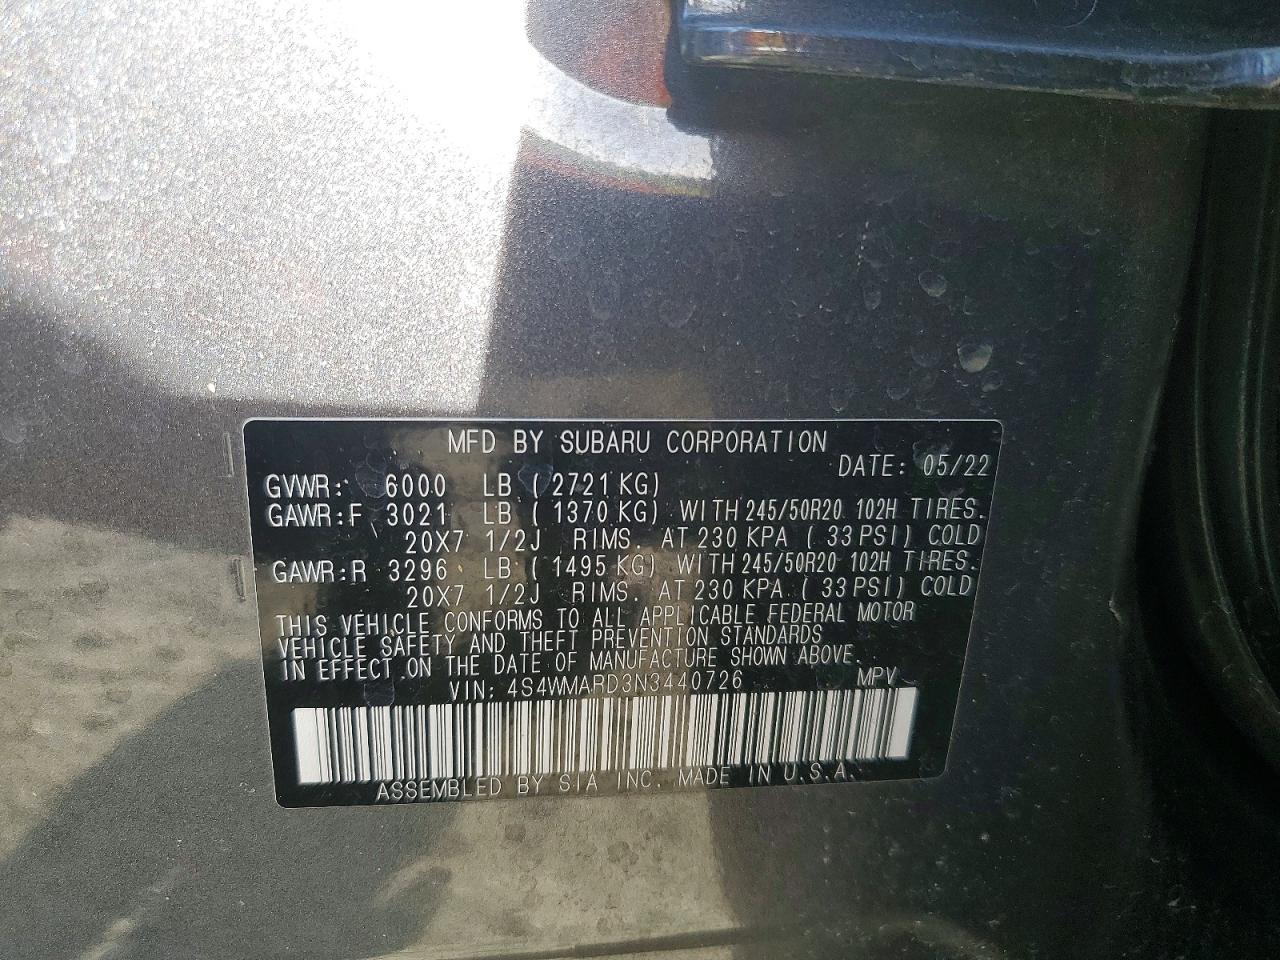 MFD BY SUBARU CORPORATION
DATE: 05/22
GVWR: 6000 LB (2721KG)
GAWR:F 3021 LB (1370 KG) WITH 245/50R20 102H TIRES.
20X7 1/2J RIMS. AT 230 KPA (33 PSI) COLD
GAWR:R 3296 LB (1495 KG) WITH 245/50R20 102H TIRES.
20X7 1/2J RIMS. AT 230 KPA (33 PSI) COLD
THIS VEHICLE CONFORMS TO ALL APPLICABLE FEDERAL MOTOR
VEHICLE SAFETY AND THEFT PREVENTION STANDARDS
IN EFFECT ON THE DATE OF MANUFACTURE SHOWN ABOVE.
VIN: 4S4WMARD3N3440726 MPV
ASSEMBLED BY SIA INC. MADE IN U.S.A.